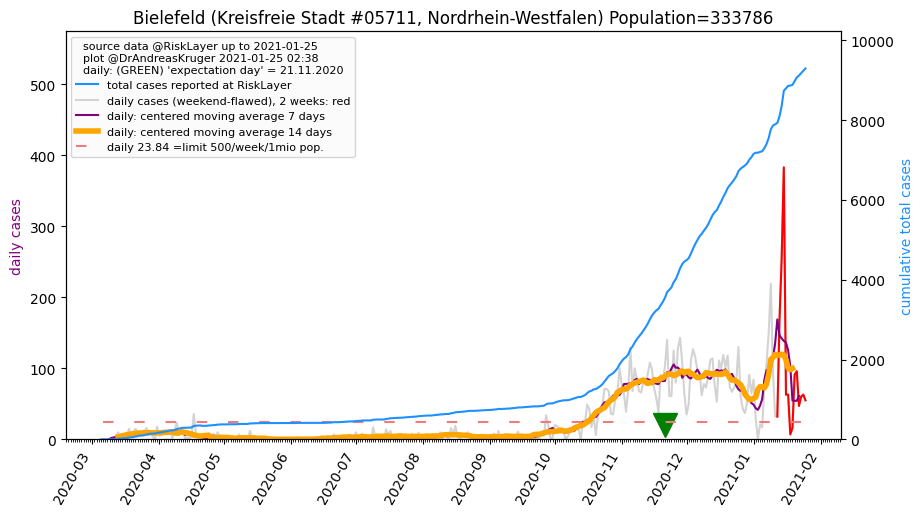 Bielefeld (Kreisfreie Stadt #05711, Nordrhein-Westfalen) Population=333786
source data @RiskLayer up to 2021-01-25
plot @DrAndreasKruger 2021-01-25 02:38
daily: (GREEN) 'expectation day' = 21.11.2020
total cases reported at RiskLayer
daily cases (weekend-flawed), 2 weeks: red
daily: centered moving average 7 days
daily: centered moving average 14 days
daily 23.84 =limit 500/week/1mio pop.
daily cases
500
400
300
200
100
0
cumulative total cases
10000
8000
6000
4000
2000
0
2020-03
2020-04
2020-05
2020-06
2020-07
2020-08
2020-09
2020-10
2020-11
2020-12
2021-01
2021-02